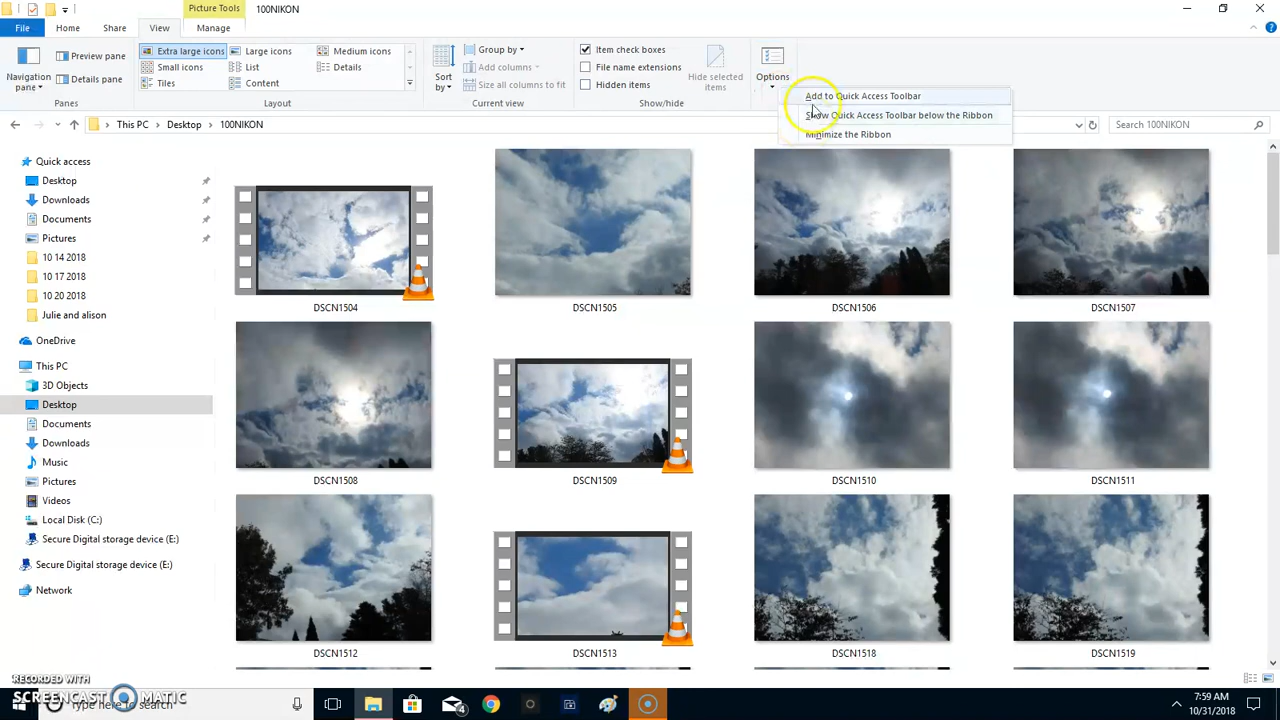 Picture Tools
100NIKON
File
Home
Share
View
Manage
Navigation pane
Preview pane
Details pane
Extra large icons
Large icons
Medium icons
Small icons
List
Details
Tiles
Content
Sort by
Group by
Add columns
Size all columns to fit
Item check boxes
File name extensions
Hidden items
Hide selected items
Options
Panes
Current view
Show/hide
Add to Quick Access Toolbar
Show Quick Access Toolbar below the Ribbon
Minimize the Ribbon
This PC > Desktop > 100NIKON
Search 100NIKON
Quick access
Desktop
Downloads
Documents
Pictures
10 14 2018
10 17 2018
10 20 2018
Julie and alison
OneDrive
This PC
3D Objects
Desktop
Documents
Downloads
Music
Pictures
Videos
Local Disk (C:)
Secure Digital storage device (E:)
Secure Digital storage device (E:)
Network
DSCN1504
DSCN1505
DSCN1506
DSCN1507
DSCN1508
DSCN1509
DSCN1510
DSCN1511
DSCN1512
DSCN1513
DSCN1518
DSCN1519
RECORDED WITH
SCREENCAST MATIC
Type here to search
4
7:59 AM
10/31/2018